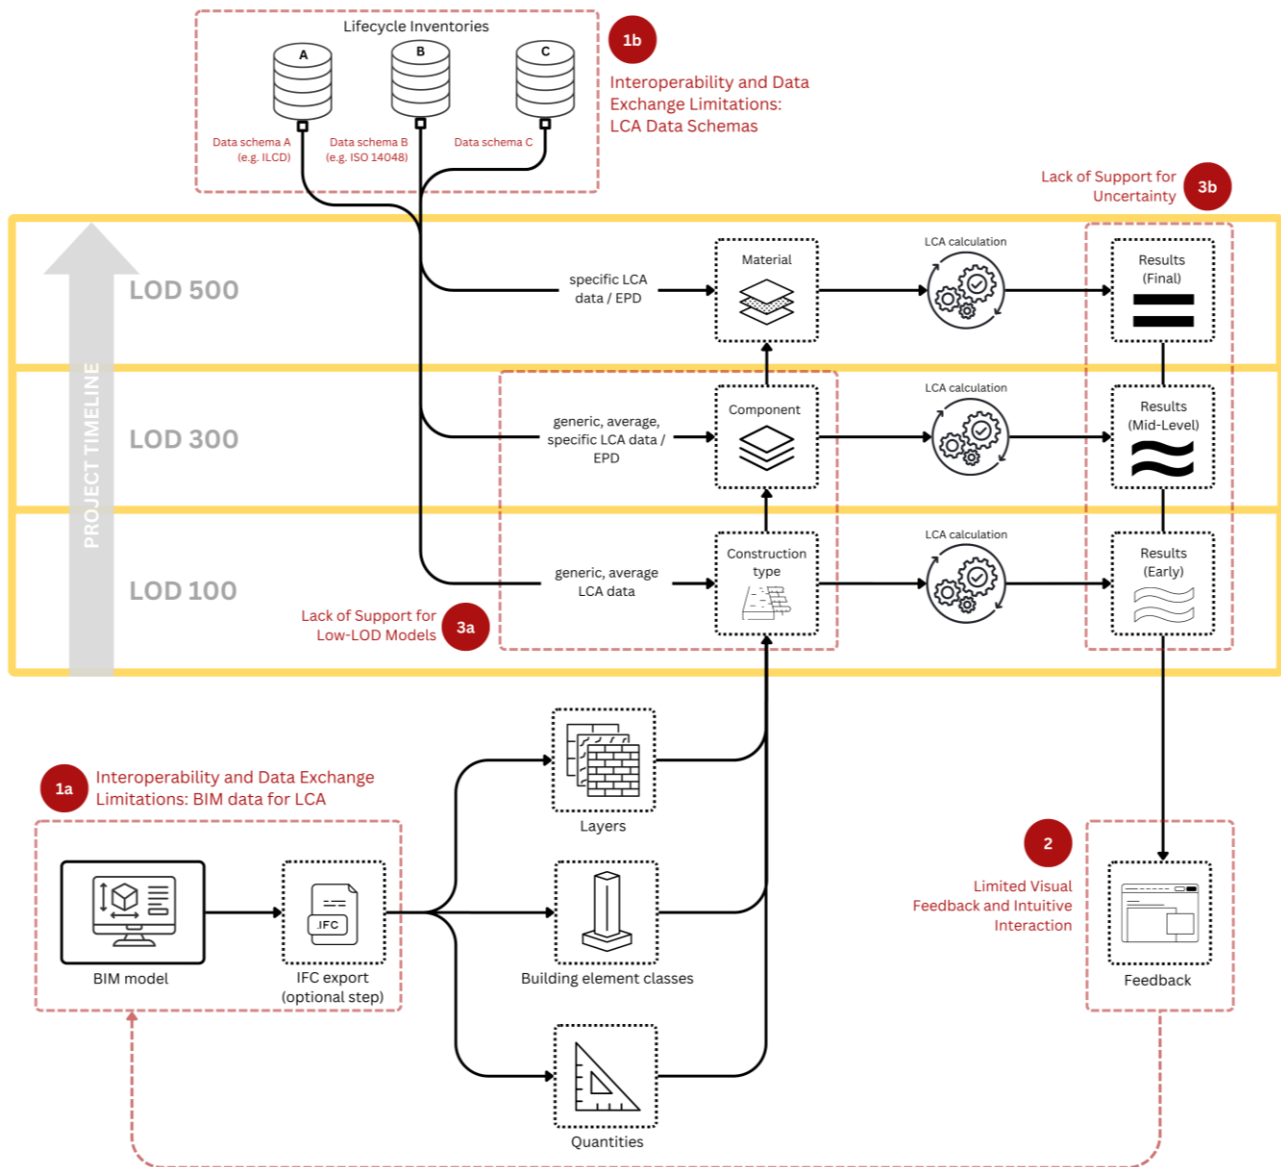 Lifecycle Inventories
A
B
C
Data schema A
(e.g. ILCD)
Data schema B
(e.g. ISO 14048)
Data schema C
1b
Interoperability and Data
Exchange Limitations:
LCA Data Schemas
Lack of Support for
Uncertainty
3b
PROJECT TIMELINE
LOD 500
specific LCA
data / EPD
Material
LCA calculation
Results
(Final)
LOD 300
generic, average,
specific LCA data /
EPD
Component
LCA calculation
Results
(Mid-Level)
LOD 100
generic, average
LCA data
Construction
type
LCA calculation
Results
(Early)
Lack of Support for
Low-LOD Models
3a
1a
Interoperability and Data Exchange
Limitations: BIM data for LCA
BIM model
.IFC
IFC export
(optional step)
Layers
Building element classes
Quantities
2
Limited Visual
Feedback and Intuitive
Interaction
Feedback